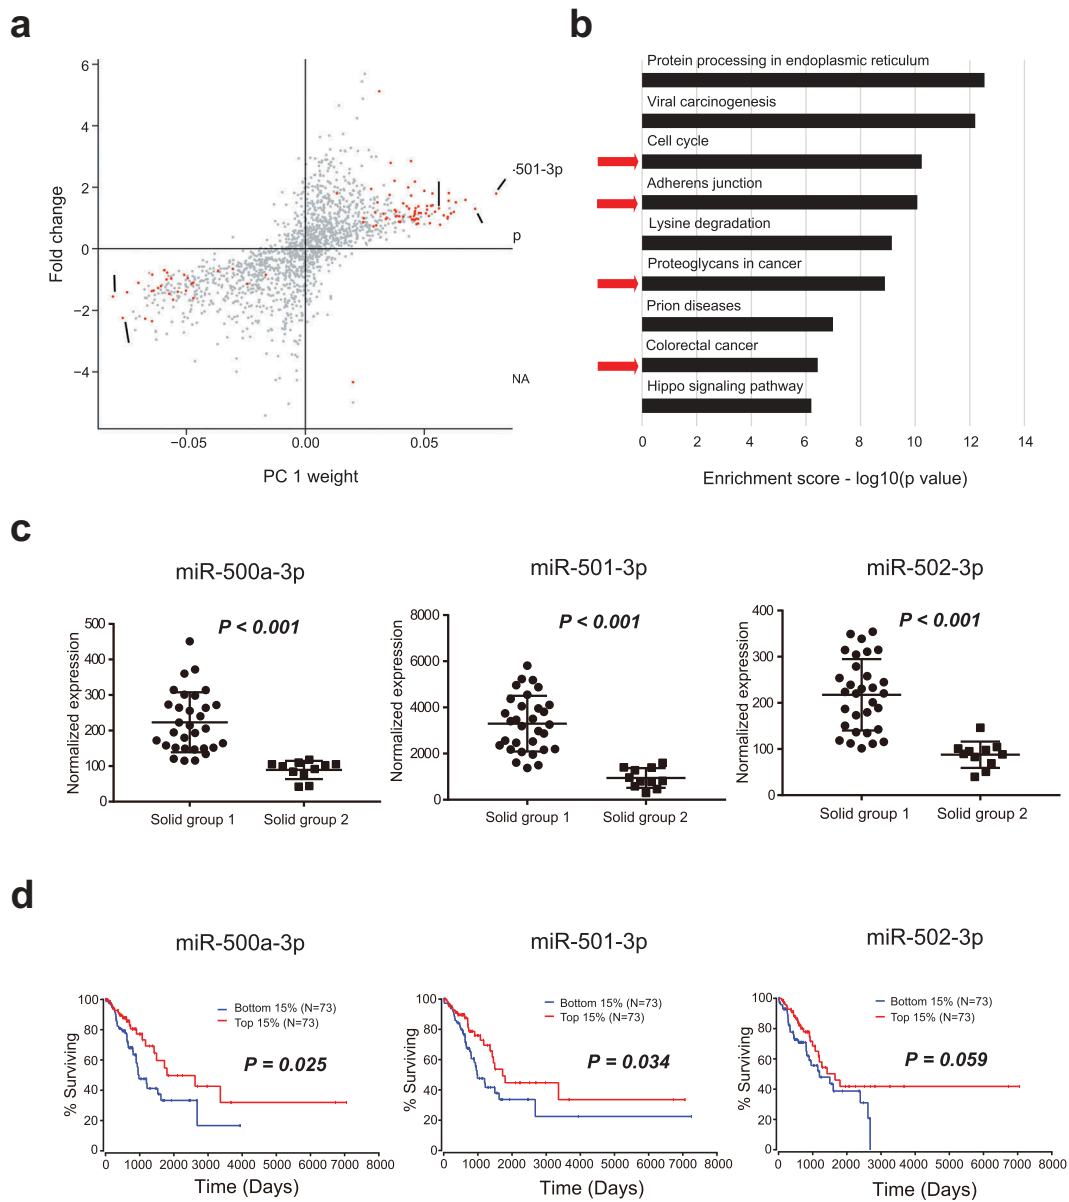 a
6
4
2
0
−2
−4
Fold change
-501-3p
p
NA
−0.05
0.00
0.05
PC 1 weight
b
Protein processing in endoplasmic reticulum
Viral carcinogenesis
Cell cycle
Adherens junction
Lysine degradation
Proteoglycans in cancer
Prion diseases
Colorectal cancer
Hippo signaling pathway
0 2 4 6 8 10 12 14
Enrichment score - log10(p value)
c
miR-500a-3p
P < 0.001
Normalized expression
500
400
300
200
100
0
Solid group 1 Solid group 2
miR-501-3p
P < 0.001
Normalized expression
8000
6000
4000
2000
0
Solid group 1 Solid group 2
miR-502-3p
P < 0.001
Normalized expression
400
300
200
100
0
Solid group 1 Solid group 2
d
miR-500a-3p
Bottom 15% (N=73)
Top 15% (N=73)
P = 0.025
% Surviving
100
80
60
40
20
0
0 1000 2000 3000 4000 5000 6000 7000 8000
Time (Days)
miR-501-3p
Bottom 15% (N=73)
Top 15% (N=73)
P = 0.034
% Surviving
100
80
60
40
20
0
0 1000 2000 3000 4000 5000 6000 7000 8000
Time (Days)
miR-502-3p
Bottom 15% (N=73)
Top 15% (N=73)
P = 0.059
% Surviving
100
80
60
40
20
0
0 1000 2000 3000 4000 5000 6000 7000 8000
Time (Days)